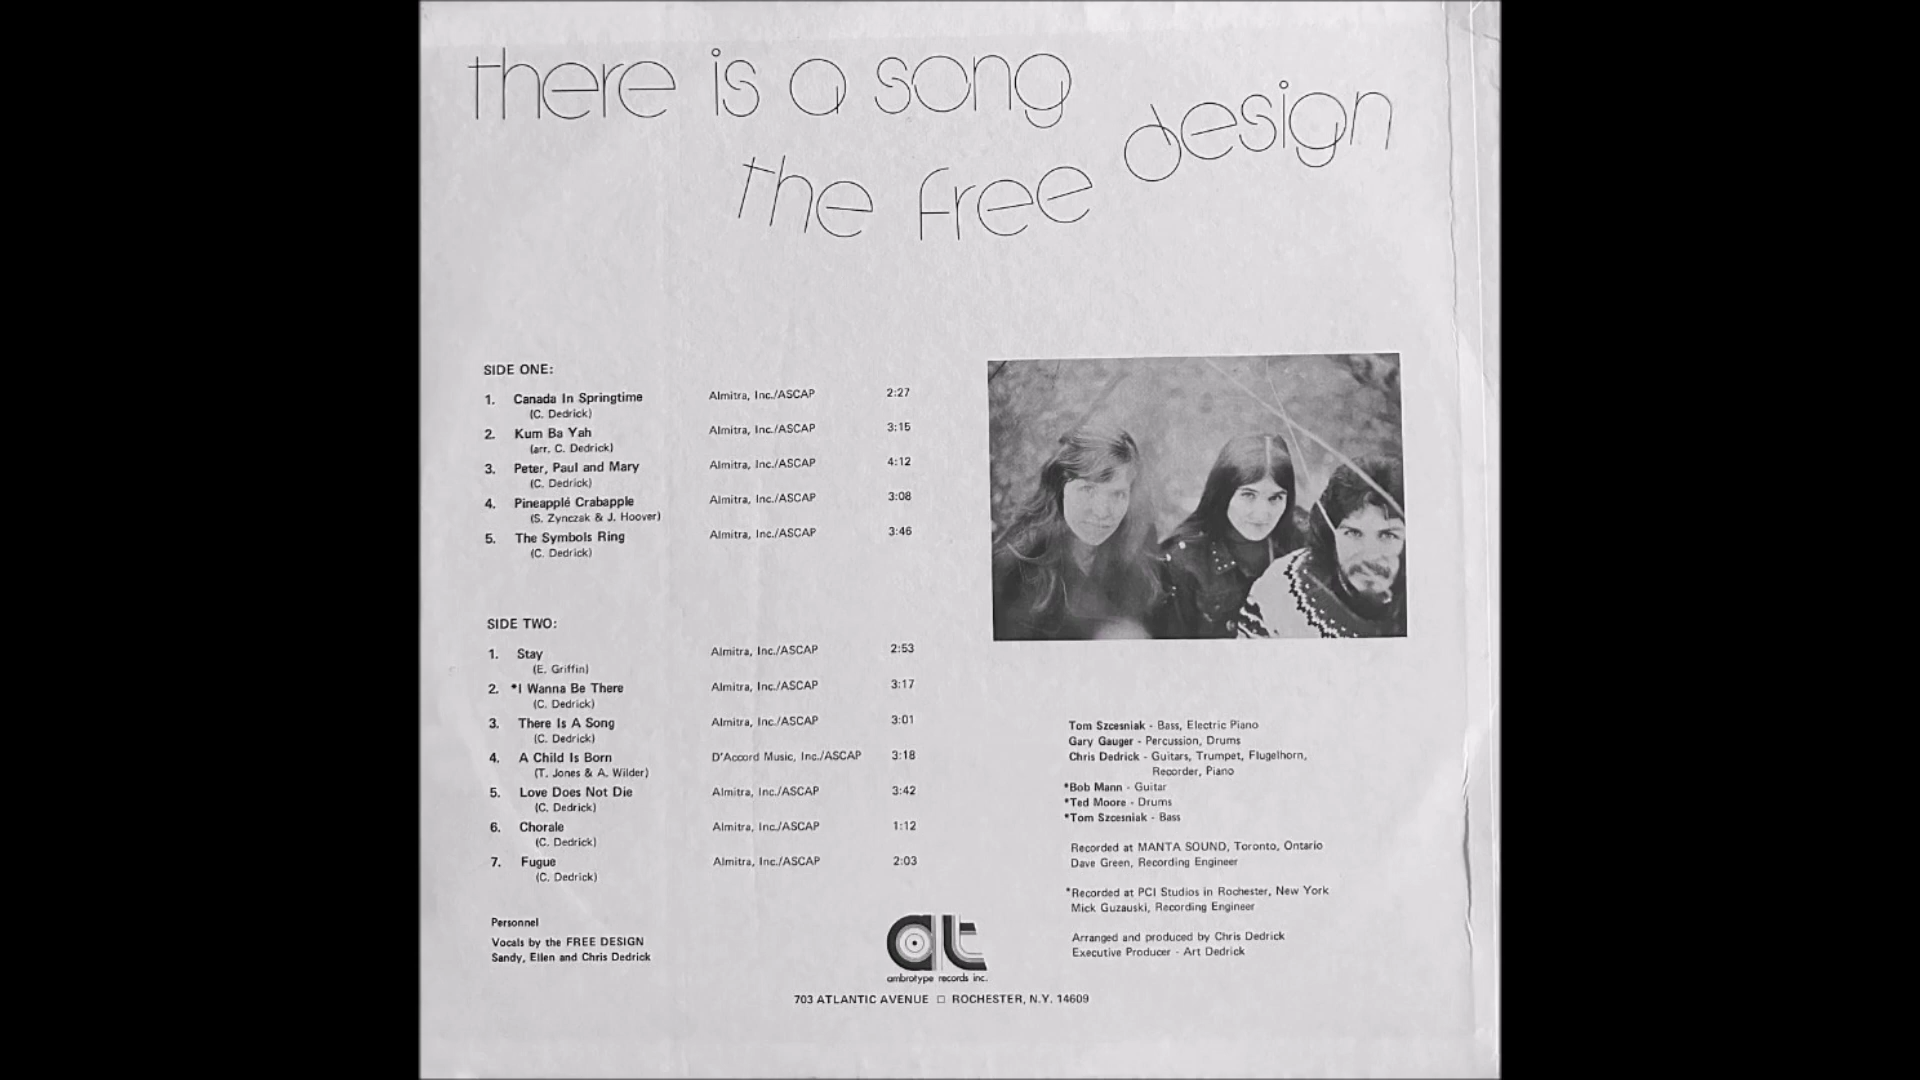 there is a song
the free design
SIDE ONE:
1. Canada In Springtime Almitra, Inc./ASCAP 2:27
(C. Dedrick)
2. Kum Ba Yah Almitra, Inc./ASCAP 3:15
(arr. C. Dedrick)
3. Peter, Paul and Mary Almitra, Inc./ASCAP 4:12
(C. Dedrick)
4. Pineapplé Crabapple Almitra, Inc./ASCAP 3:08
(S. Zynczak & J. Hoover)
5. The Symbols Ring Almitra, Inc./ASCAP 3:46
(C. Dedrick)
SIDE TWO:
1. Stay Almitra, Inc./ASCAP 2:53
(E. Griffin)
2. *I Wanna Be There Almitra, Inc./ASCAP 3:17
(C. Dedrick)
3. There Is A Song Almitra, Inc./ASCAP 3:01
(C. Dedrick)
4. A Child Is Born D'Accord Music, Inc./ASCAP 3:18
(T. Jones & A. Wilder)
5. Love Does Not Die Almitra, Inc./ASCAP 3:42
(C. Dedrick)
6. Chorale Almitra, Inc./ASCAP 1:12
(C. Dedrick)
7. Fugue Almitra, Inc./ASCAP 2:03
(C. Dedrick)
Personnel
Vocals by the FREE DESIGN
Sandy, Ellen and Chris Dedrick
Tom Szcesniak - Bass, Electric Piano
Gary Gauger - Percussion, Drums
Chris Dedrick - Guitars, Trumpet, Flugelhorn,
Recorder, Piano
*Bob Mann - Guitar
*Ted Moore - Drums
*Tom Szcesniak - Bass
Recorded at MANTA SOUND, Toronto, Ontario
Dave Green, Recording Engineer
*Recorded at PCI Studios in Rochester, New York
Mick Guzauski, Recording Engineer
Arranged and produced by Chris Dedrick
Executive Producer - Art Dedrick
at
ambrotype records inc.
703 ATLANTIC AVENUE □ ROCHESTER, N.Y. 14609